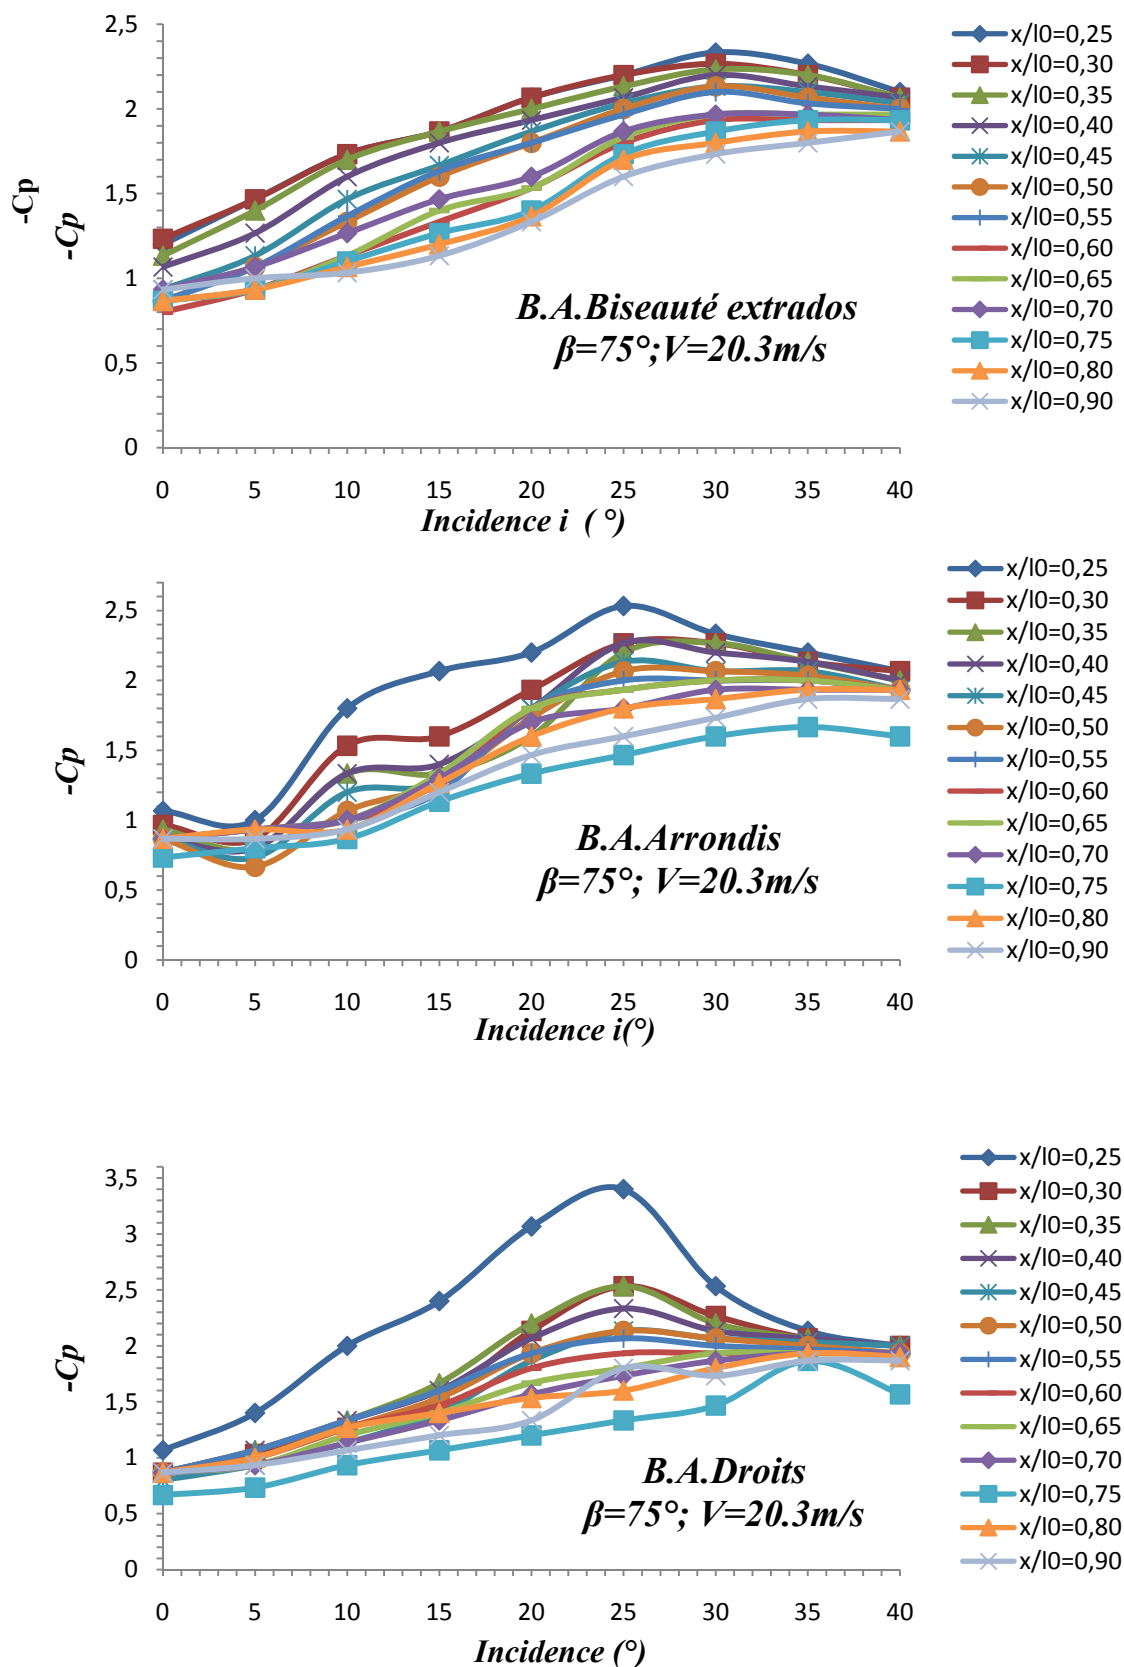 2,5
2
1,5
1
0,5
0
-Cp
-Cp
0 5 10 15 20 25 30 35 40
Incidence i ( °)
B.A.Biseauté extrados
β=75°;V=20.3m/s
x/l0=0,25
x/l0=0,30
x/l0=0,35
x/l0=0,40
x/l0=0,45
x/l0=0,50
x/l0=0,55
x/l0=0,60
x/l0=0,65
x/l0=0,70
x/l0=0,75
x/l0=0,80
x/l0=0,90
2,5
2
1,5
1
0,5
0
-Cp
0 5 10 15 20 25 30 35 40
Incidence i(°)
B.A.Arrondis
β=75°; V=20.3m/s
x/l0=0,25
x/l0=0,30
x/l0=0,35
x/l0=0,40
x/l0=0,45
x/l0=0,50
x/l0=0,55
x/l0=0,60
x/l0=0,65
x/l0=0,70
x/l0=0,75
x/l0=0,80
x/l0=0,90
3,5
3
2,5
2
1,5
1
0,5
0
-Cp
0 5 10 15 20 25 30 35 40
Incidence (°)
B.A.Droits
β=75°; V=20.3m/s
x/l0=0,25
x/l0=0,30
x/l0=0,35
x/l0=0,40
x/l0=0,45
x/l0=0,50
x/l0=0,55
x/l0=0,60
x/l0=0,65
x/l0=0,70
x/l0=0,75
x/l0=0,80
x/l0=0,90